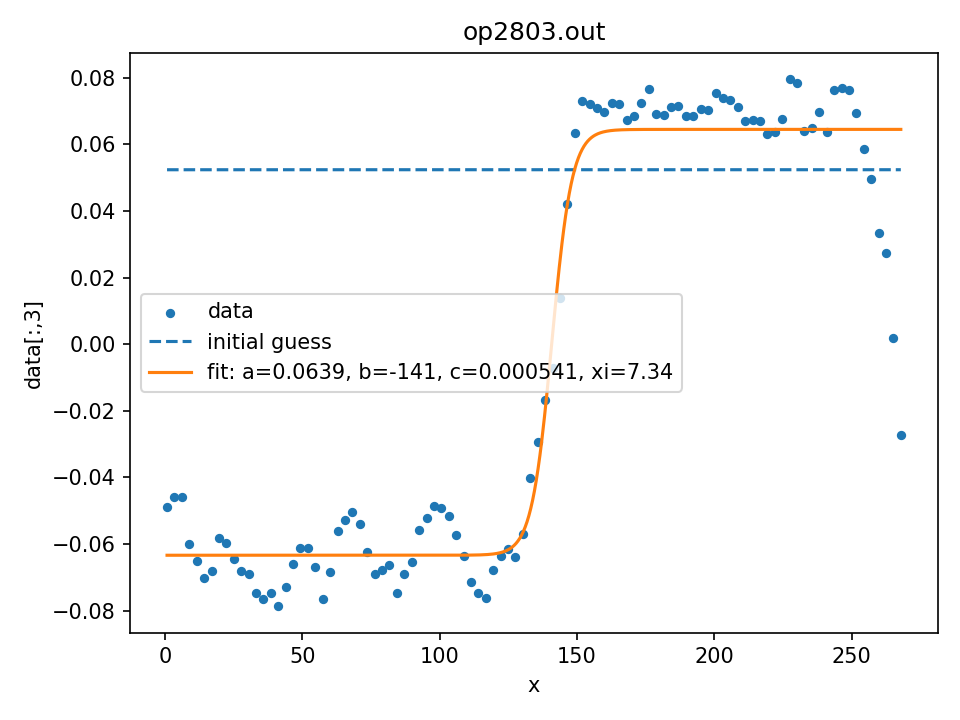 op2803.out
0.08
0.06
0.04
0.02
0.00
−0.02
−0.04
−0.06
−0.08
data[:,3]
data
initial guess
fit: a=0.0639, b=-141, c=0.000541, xi=7.34
0 50 100 150 200 250
x